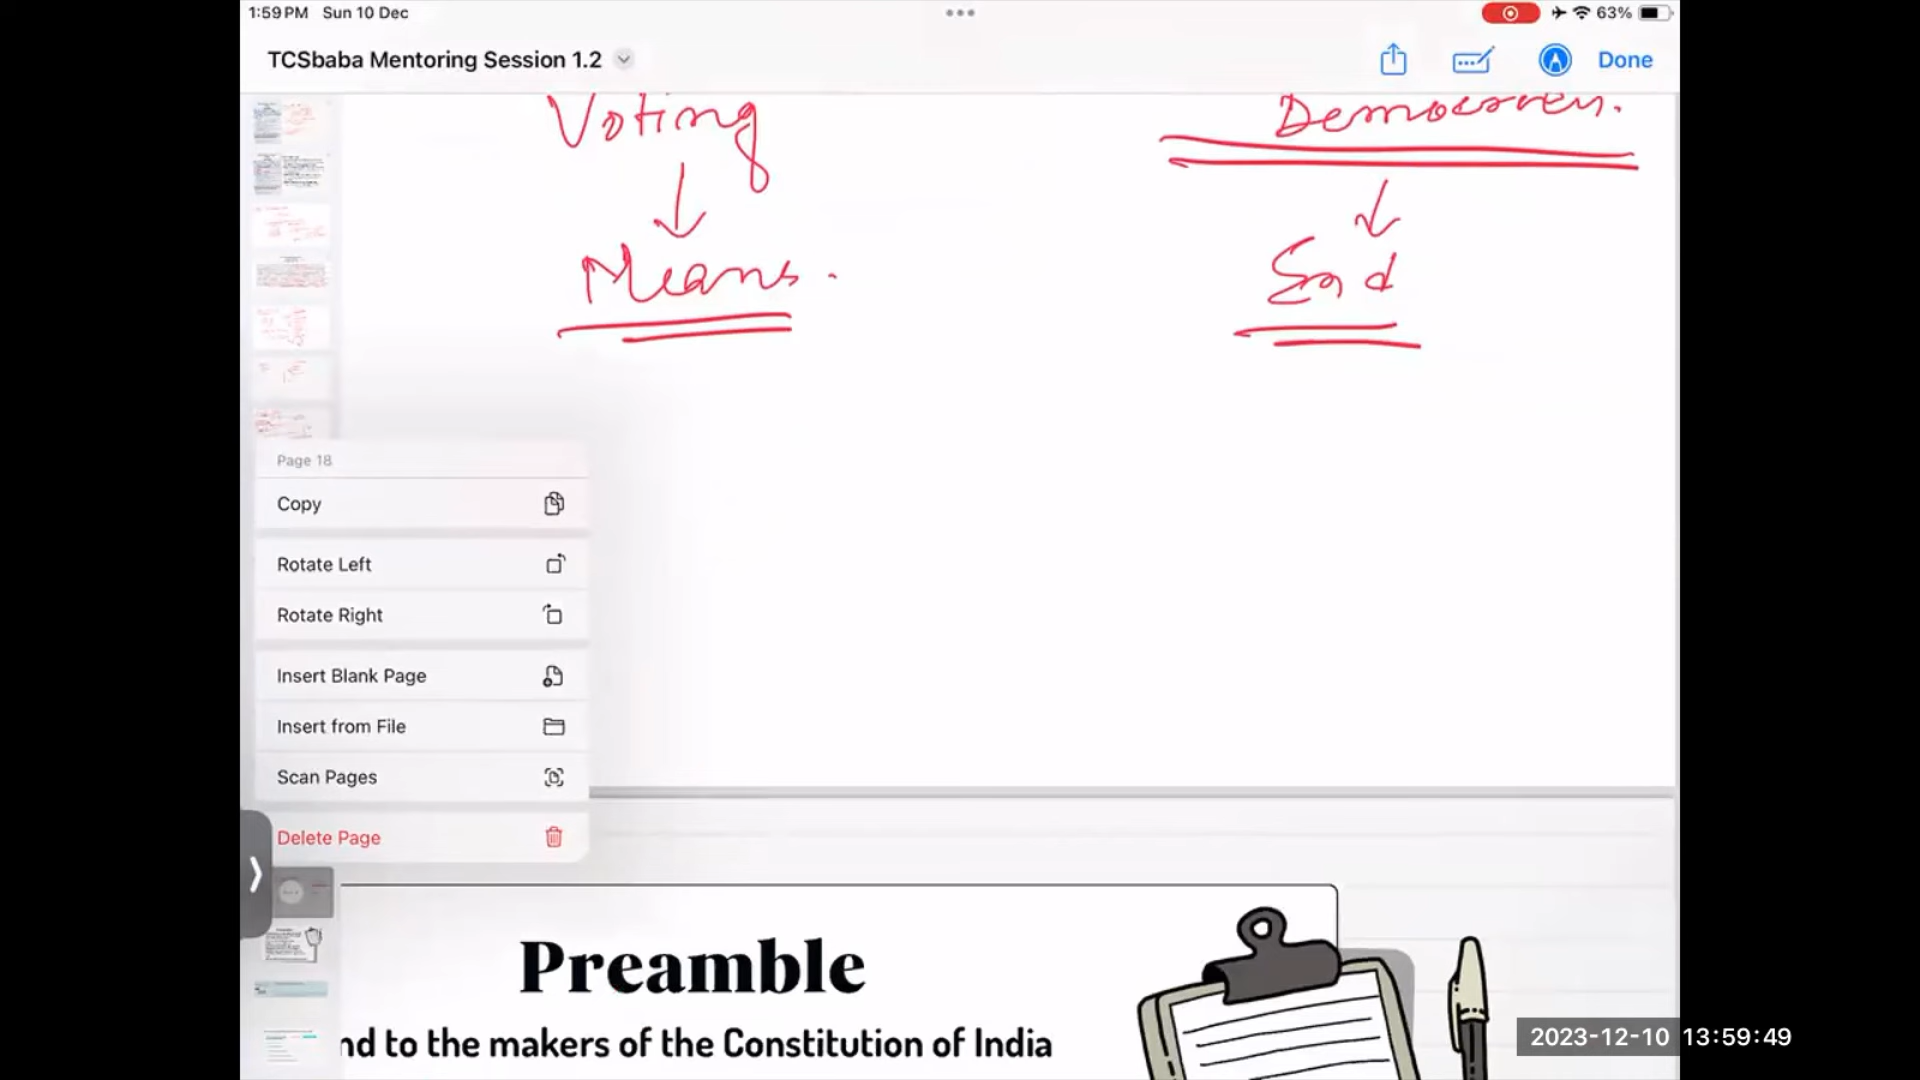 1:59 PM Sun 10 Dec
63%
TCSbaba Mentoring Session 1.2
Done
Voting
Means.
End
Page 18
Copy
Rotate Left
Rotate Right
Insert Blank Page
Insert from File
Scan Pages
Delete Page
Preamble
nd to the makers of the Constitution of India
2023-12-10 13:59:49